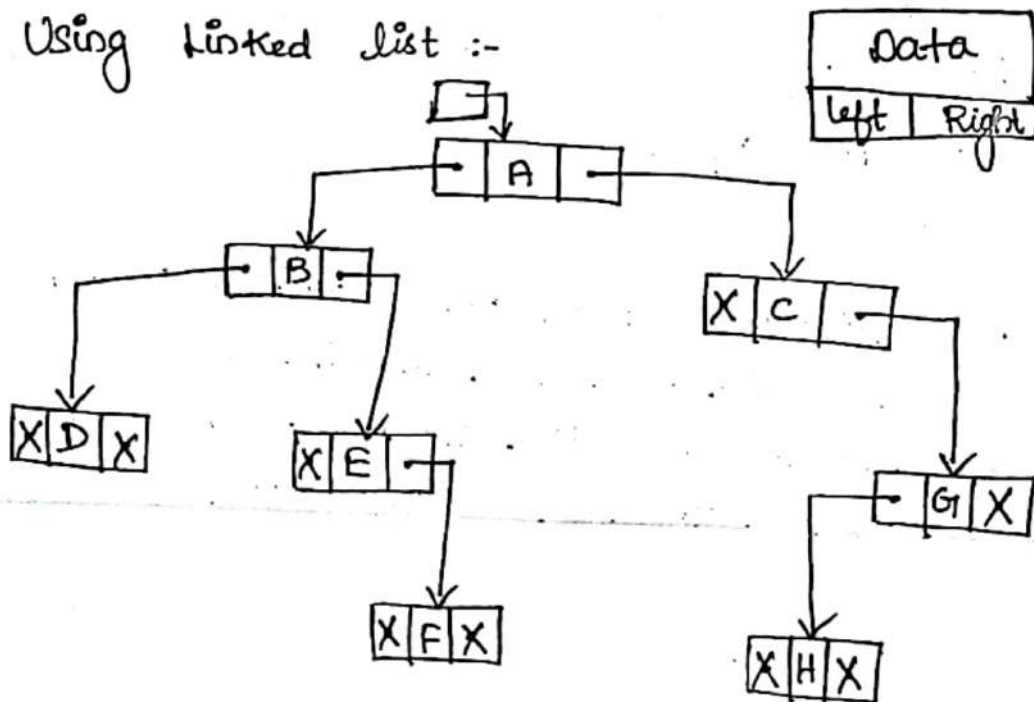 Using Linked list :-
Data
Left Right
A
B
X C
X D X
X E
G X
X F X
X H X